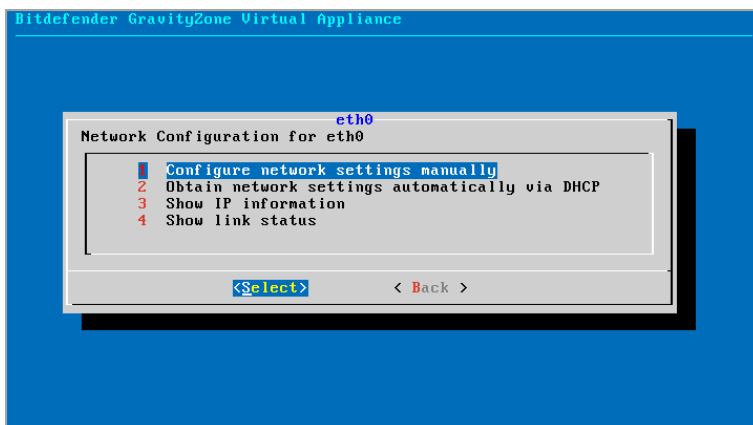 Bitdefender GravityZone Virtual Appliance
eth0
Network Configuration for eth0
1 Configure network settings manually
2 Obtain network settings automatically via DHCP
3 Show IP information
4 Show link status
<Select> < Back >